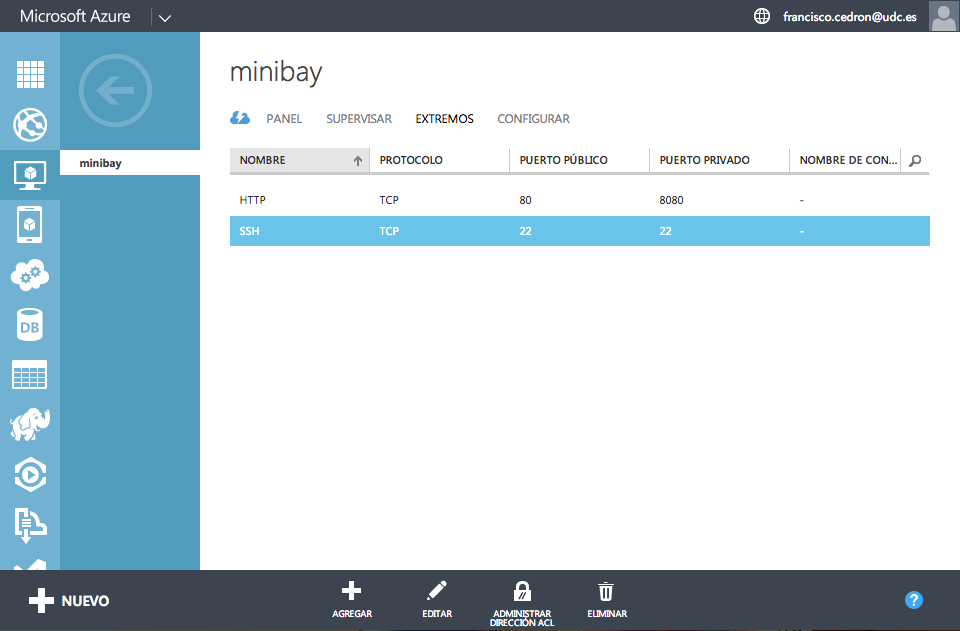 Microsoft Azure
francisco.cedron@udc.es
minibay
minibay
PANEL SUPERVISAR EXTREMOS CONFIGURAR
NOMBRE PROTOCOLO PUERTO PÚBLICO PUERTO PRIVADO NOMBRE DE CON...
HTTP TCP 80 8080 -
SSH TCP 22 22 -
DB
NUEVO
AGREGAR
EDITAR
ADMINISTRAR
DIRECCIÓN ACL
ELIMINAR
?